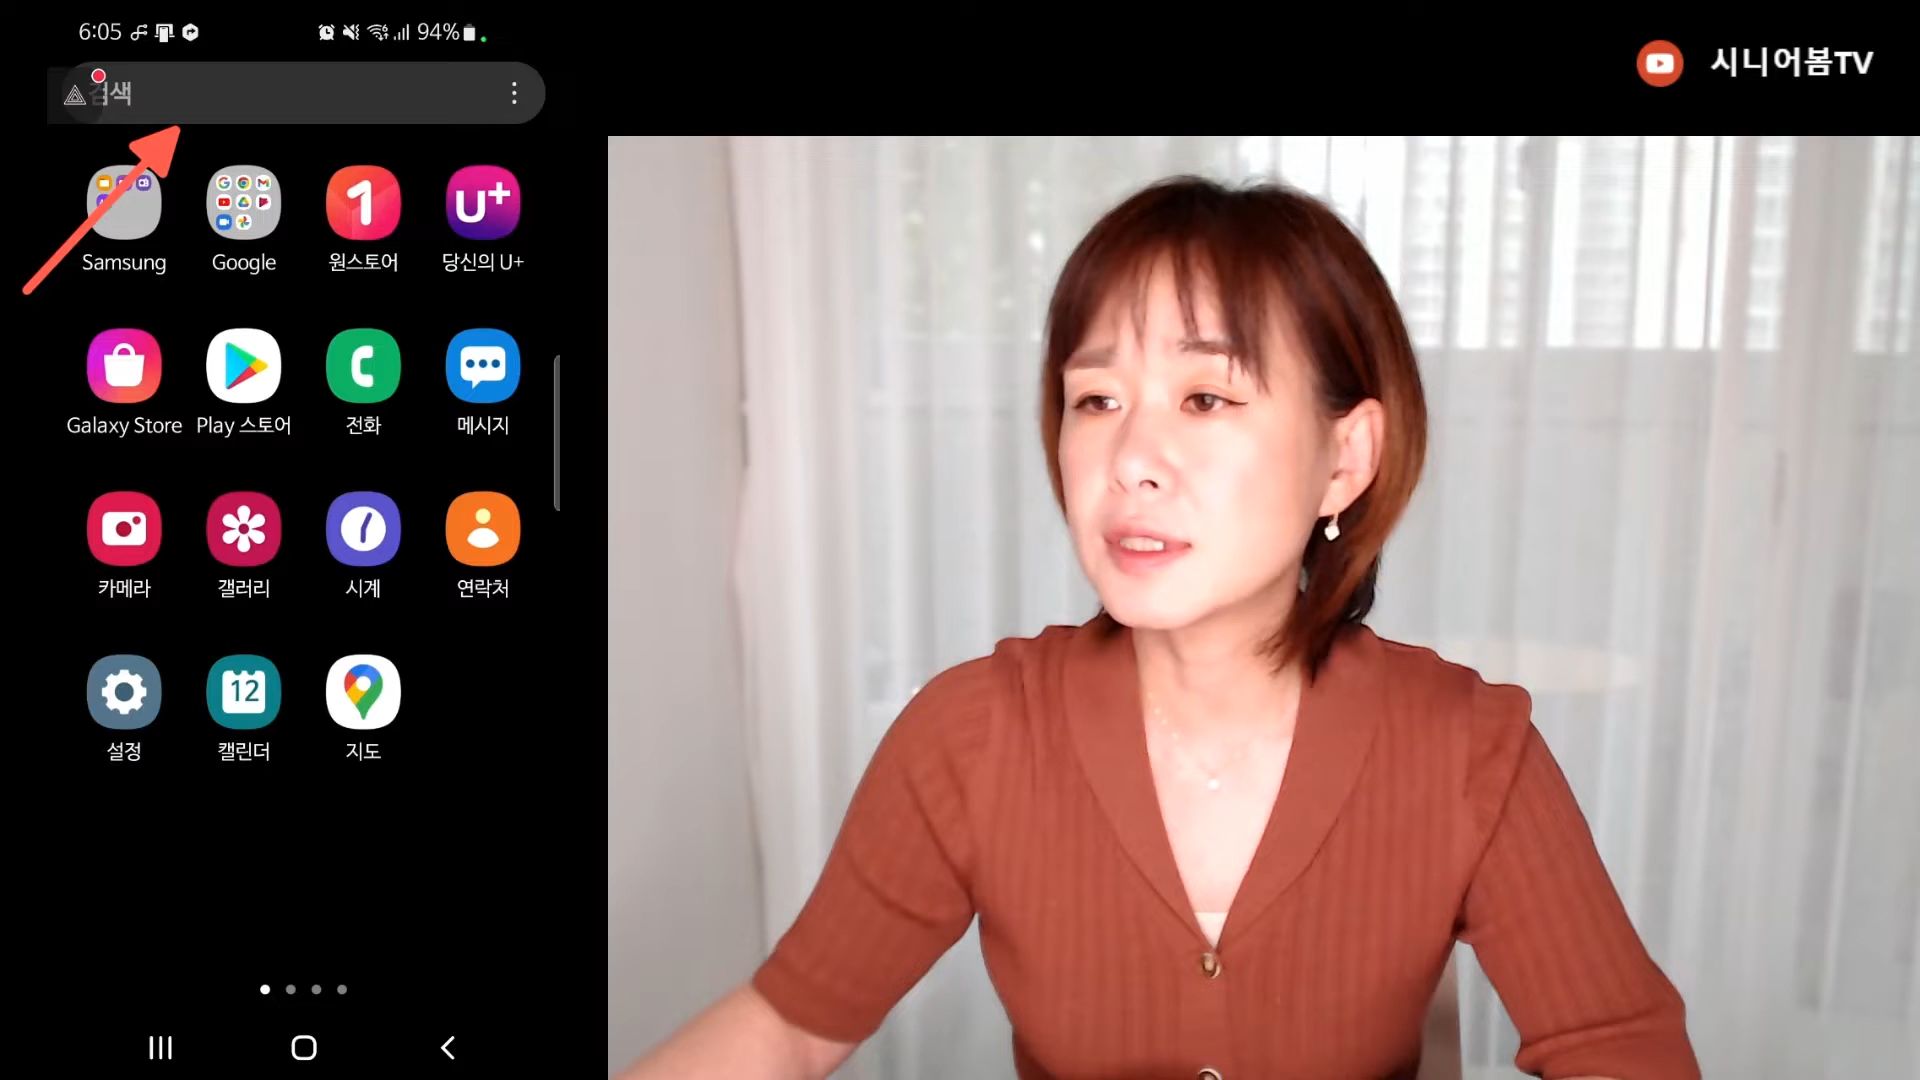 6:05
94%
시니어봄TV
검색
Samsung
Google
원스토어
당신의 U+
Galaxy Store
Play 스토어
전화
메시지
카메라
갤러리
시계
연락처
12
설정
캘린더
지도